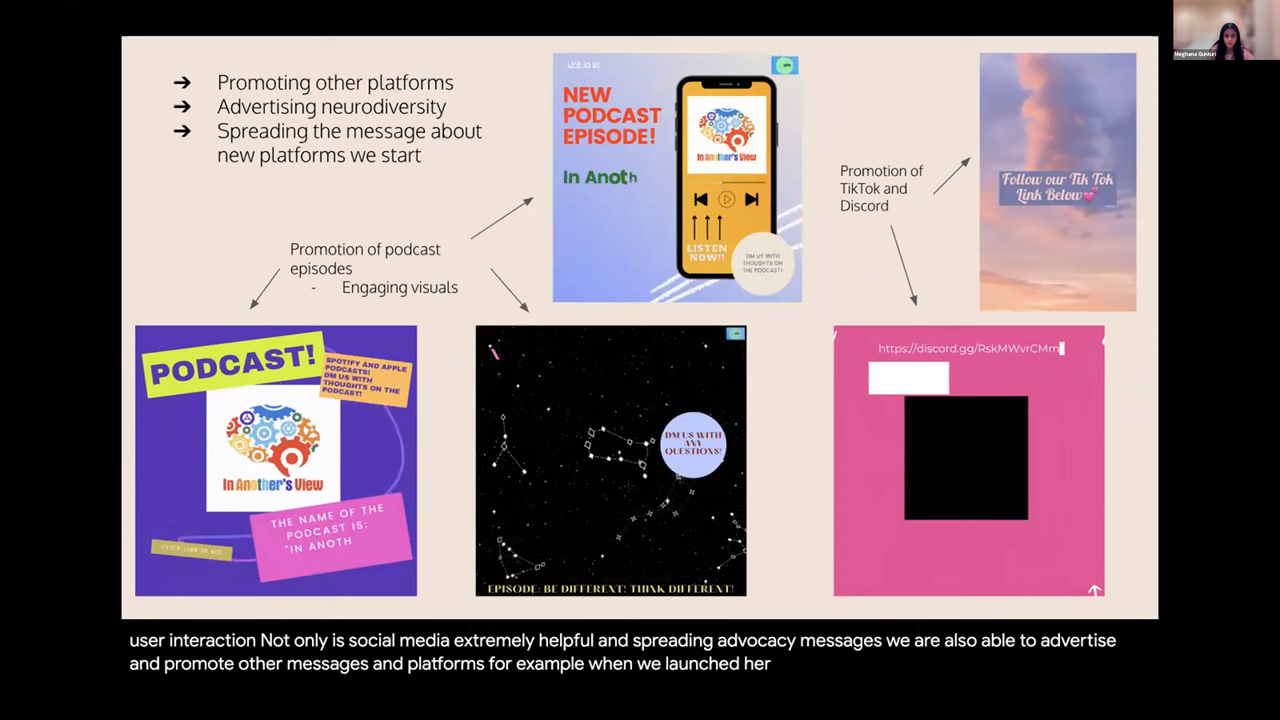 ➔ Promoting other platforms
➔ Advertising neurodiversity
➔ Spreading the message about
new platforms we start
Promotion of podcast
episodes
- Engaging visuals
Link in bi
NEW
PODCAST
EPISODE!
In Anoth
In Another's View
LISTEN
NOW!!
DM US WITH
THOUGHTS ON
THE PODCAST!
Promotion of
TikTok and
Discord
Follow our Tik Tok
Link Below💕
Meghana Gunturi
PODCAST!
SPOTIFY AND APPLE
PODCASTS!
DM US WITH
THOUGHTS ON THE
PODCAST!
In Another's View
THE NAME OF THE
PODCAST IS:
"IN ANOTH
CLICK LINK IN BIO
DM US WITH
ANY
QUESTIONS!
EPISODE: BE DIFFERENT! THINK DIFFERENT!
https://discord.gg/RskMWvrCMm
user interaction Not only is social media extremely helpful and spreading advocacy messages we are also able to advertise
and promote other messages and platforms for example when we launched her